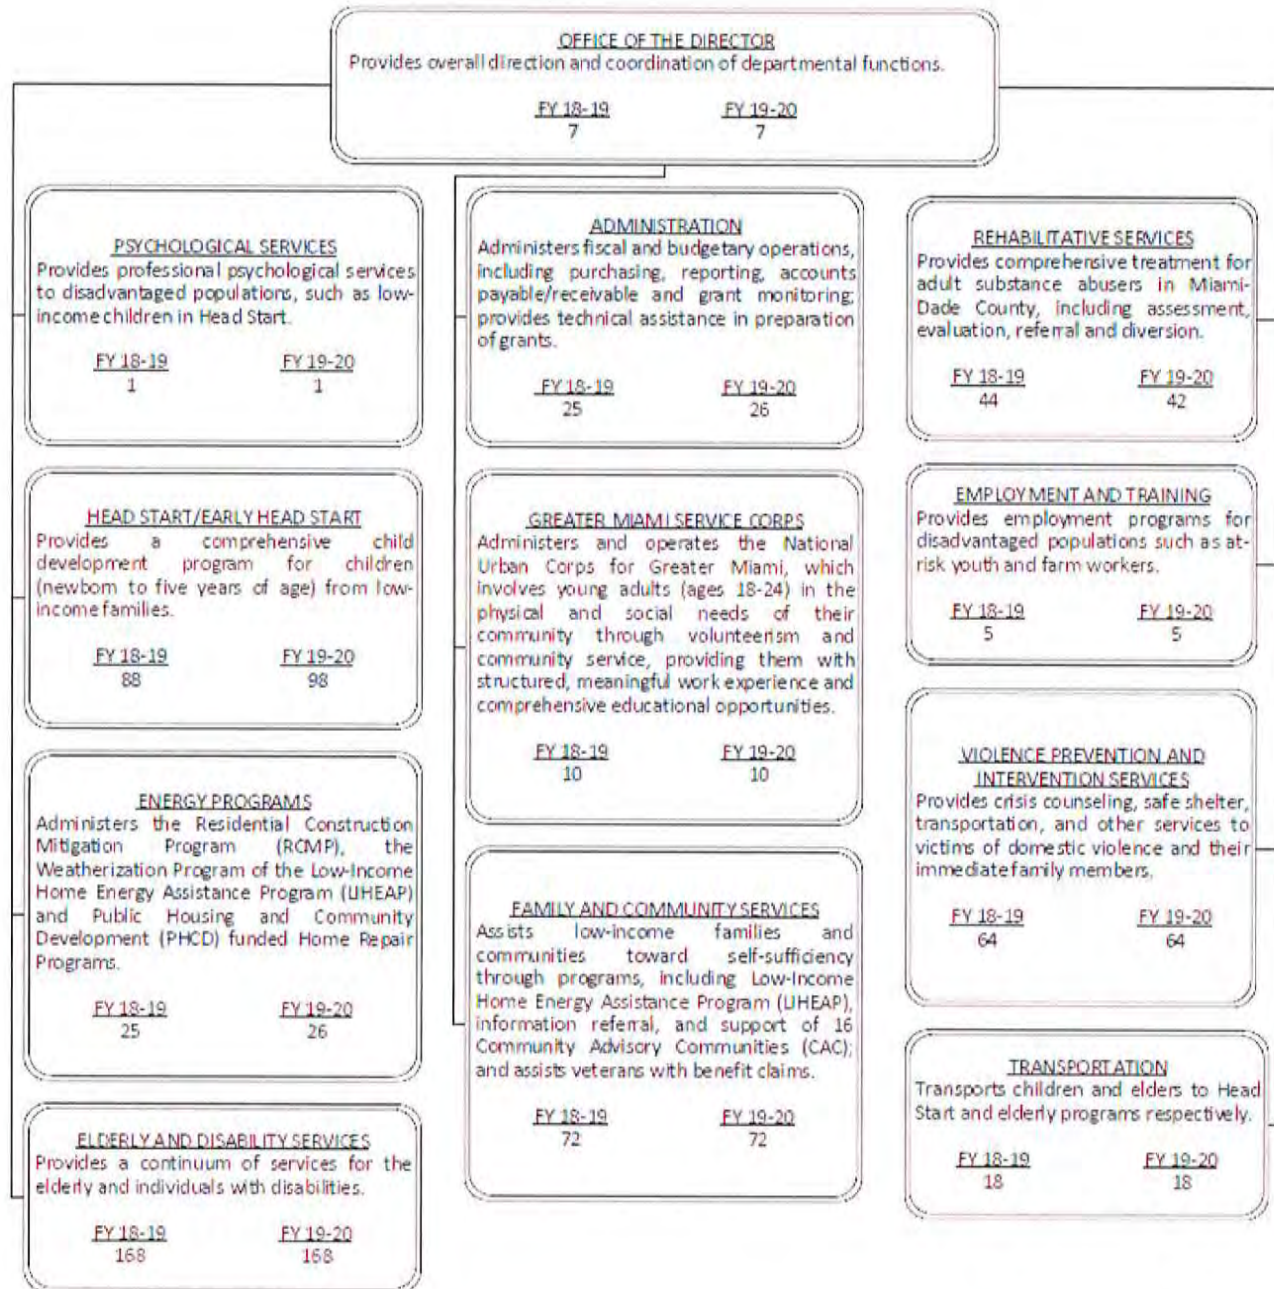 OFFICE OF THE DIRECTOR
Provides overall direction and coordination of departmental functions.
FY 18-19 FY 19-20
7 7
PSYCHOLOGICAL SERVICES
Provides professional psychological services
to disadvantaged populations, such as low-
income children in Head Start.
FY 18-19 FY 19-20
1 1
HEAD START/EARLY HEAD START
Provides a comprehensive child
development program for children
(newborn to five years of age) from low-
income families.
FY 18-19 FY 19-20
88 98
ENERGY PROGRAMS
Administers the Residential Construction
Mitigation Program (RCMP), the
Weatherization Program of the Low-Income
Home Energy Assistance Program (LIHEAP)
and Public Housing and Community
Development (PHCD) funded Home Repair
Programs.
FY 18-19 FY 19-20
25 26
ELDERLY AND DISABILITY SERVICES
Provides a continuum of services for the
elderly and individuals with disabilities.
FY 18-19 FY 19-20
168 168
ADMINISTRATION
Administers fiscal and budgetary operations,
including purchasing, reporting, accounts
payable/receivable and grant monitoring;
provides technical assistance in preparation
of grants.
FY 18-19 FY 19-20
25 26
GREATER MIAMI SERVICE CORPS
Administers and operates the National
Urban Corps for Greater Miami, which
involves young adults (ages 18-24) in the
physical and social needs of their
community through volunteerism and
community service, providing them with
structured, meaningful work experience and
comprehensive educational opportunities.
FY 18-19 FY 19-20
10 10
FAMILY AND COMMUNITY SERVICES
Assists low-income families and
communities toward self-sufficiency
through programs, including Low-Income
Home Energy Assistance Program (LIHEAP),
information referral, and support of 16
Community Advisory Communities (CAC);
and assists veterans with benefit claims.
FY 18-19 FY 19-20
72 72
REHABILITATIVE SERVICES
Provides comprehensive treatment for
adult substance abusers in Miami-
Dade County, including assessment,
evaluation, referral and diversion.
FY 18-19 FY 19-20
44 42
EMPLOYMENT AND TRAINING
Provides employment programs for
disadvantaged populations such as at-
risk youth and farm workers.
FY 18-19 FY 19-20
5 5
VIOLENCE PREVENTION AND
INTERVENTION SERVICES
Provides crisis counseling, safe shelter,
transportation, and other services to
victims of domestic violence and their
immediate family members.
FY 18-19 FY 19-20
64 64
TRANSPORTATION
Transports children and elders to Head
Start and elderly programs respectively.
FY 18-19 FY 19-20
18 18